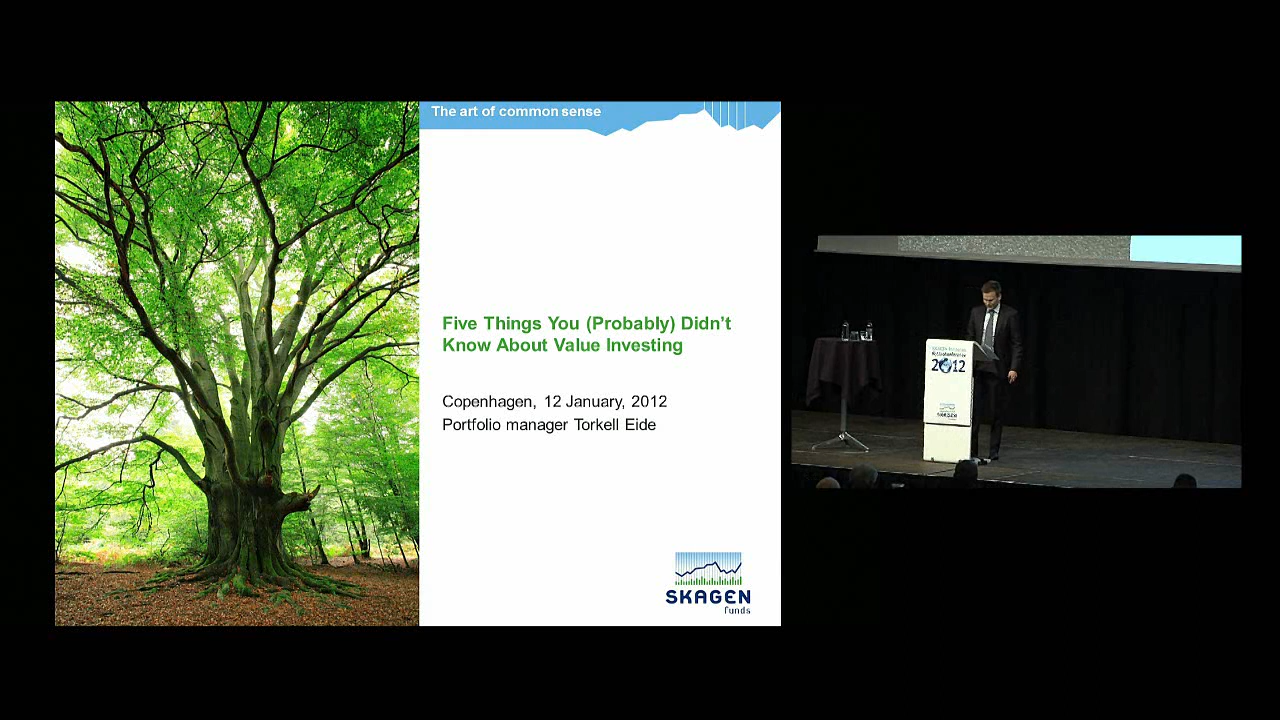 The art of common sense
Five Things You (Probably) Didn't
Know About Value Investing
Copenhagen, 12 January, 2012
Portfolio manager Torkell Eide
SKAGEN
funds
2012